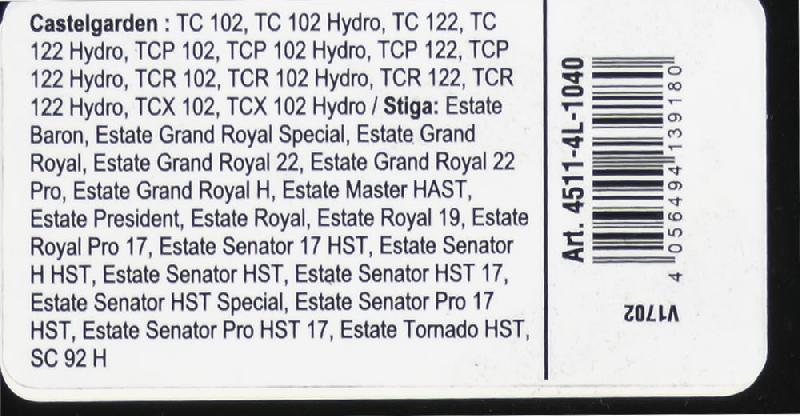 Castelgarden : TC 102, TC 102 Hydro, TC 122, TC
122 Hydro, TCP 102, TCP 102 Hydro, TCP 122, TCP
122 Hydro, TCR 102, TCR 102 Hydro, TCR 122, TCR
122 Hydro, TCX 102, TCX 102 Hydro / Stiga: Estate
Baron, Estate Grand Royal Special, Estate Grand
Royal, Estate Grand Royal 22, Estate Grand Royal 22
Pro, Estate Grand Royal H, Estate Master HAST,
Estate President, Estate Royal, Estate Royal 19, Estate
Royal Pro 17, Estate Senator 17 HST, Estate Senator
H HST, Estate Senator HST, Estate Senator HST 17,
Estate Senator HST Special, Estate Senator Pro 17
HST, Estate Senator Pro HST 17, Estate Tornado HST,
SC 92 H
Art. 4511-4L-1040
4 056494 139180
V1702